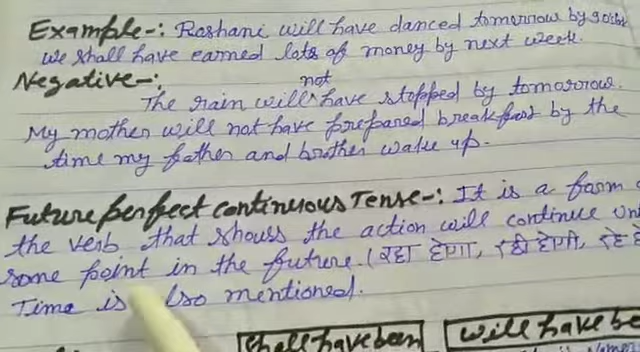 Example-: Roshani will have danced tomorrow by
we shall have earned lots of money by next week.
Negative-:
not
The rain will ^ have stopped by tomorrow.
My mother will not have prepared breakfast by the
time my father and brother wake up.
Future perfect continuous Tense-: It is a form
the verb that shows the action will continue
some point in the future. (रहा होगा, रही होगी, रहे
Time is also mentioned.
Shall have been
will have be